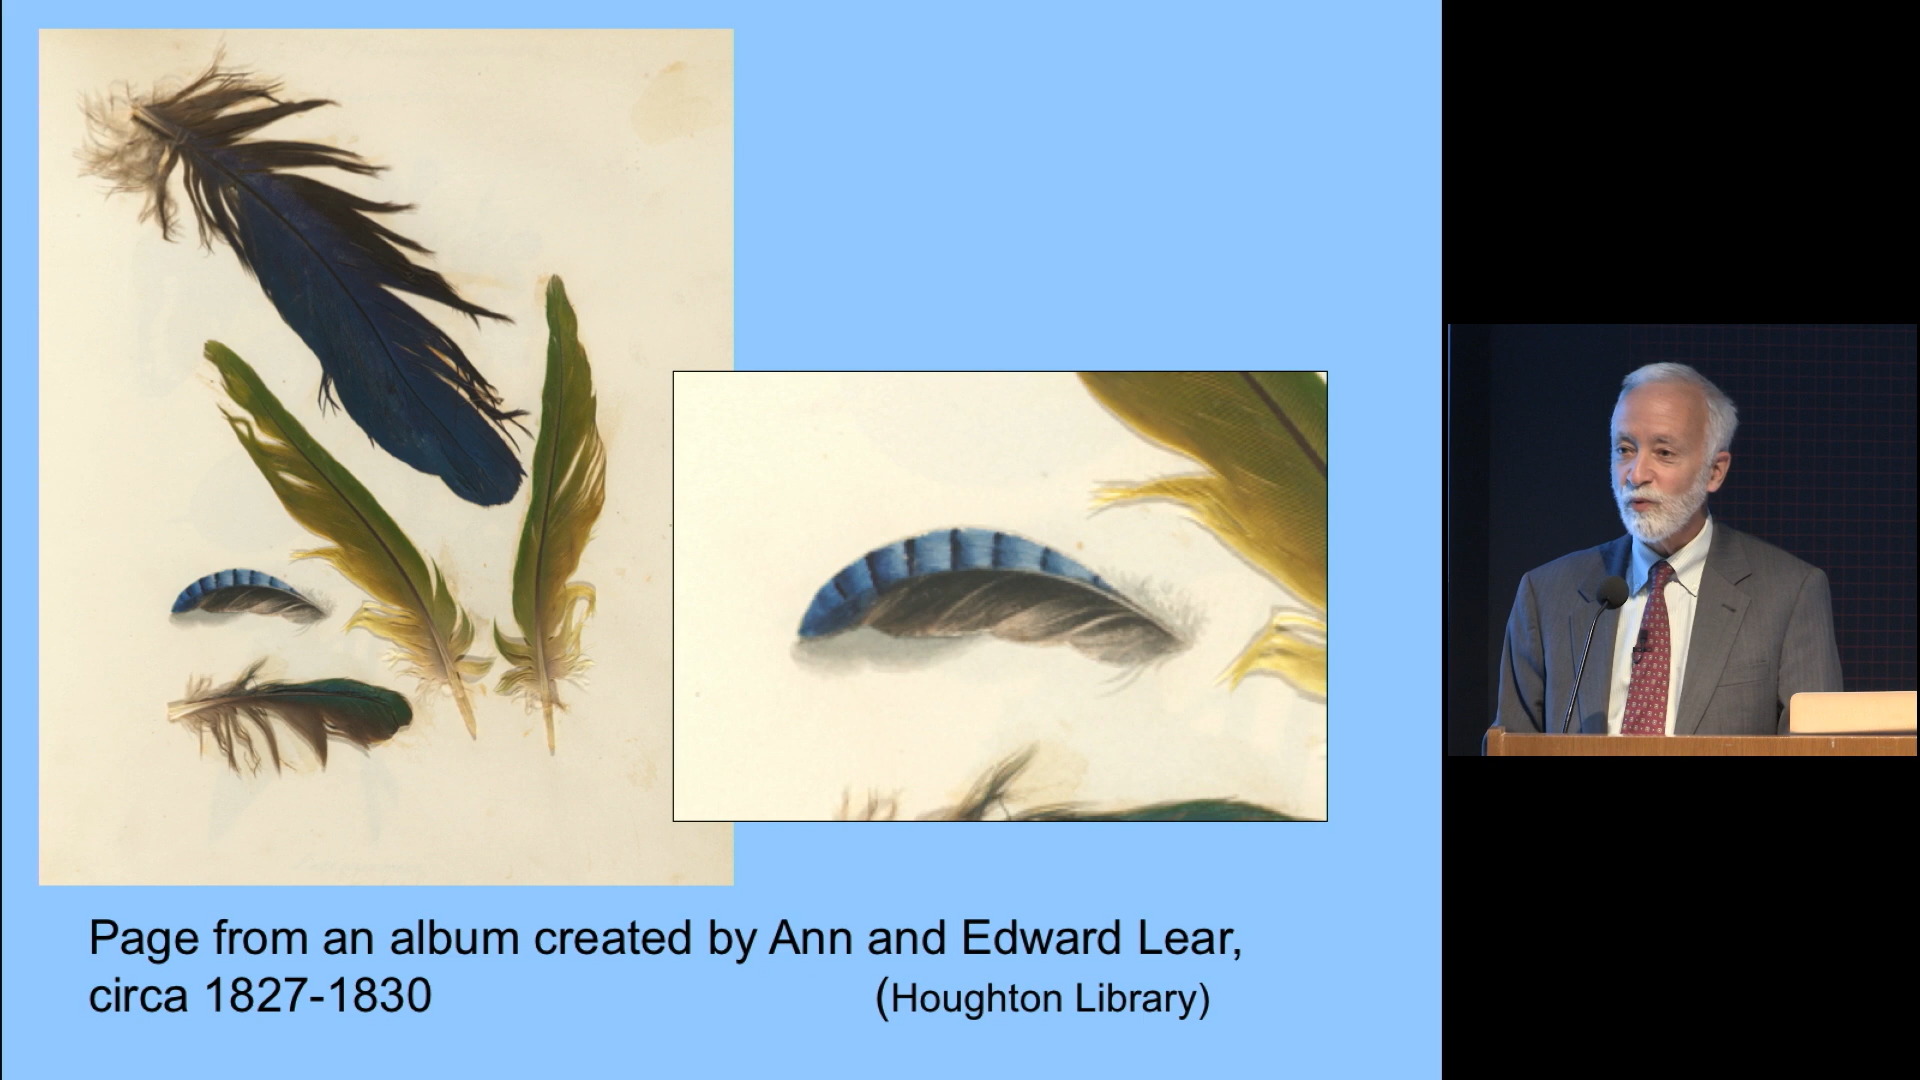 Page from an album created by Ann and Edward Lear,
circa 1827-1830 (Houghton Library)